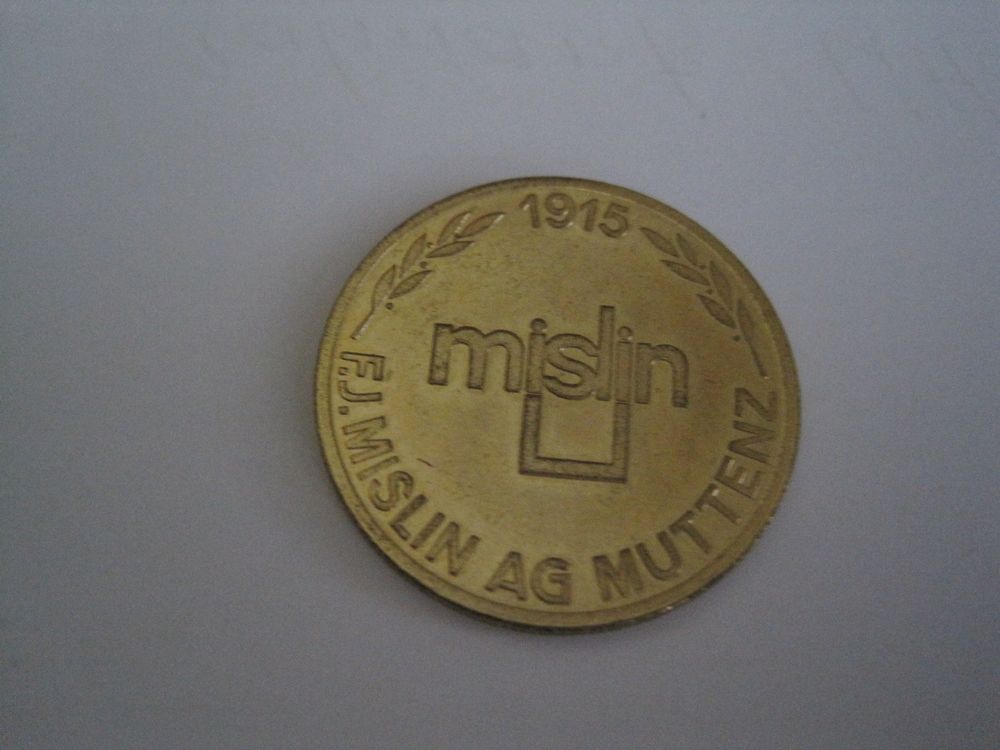 1915
mislin
F.J. MISLIN AG MUTTENZ